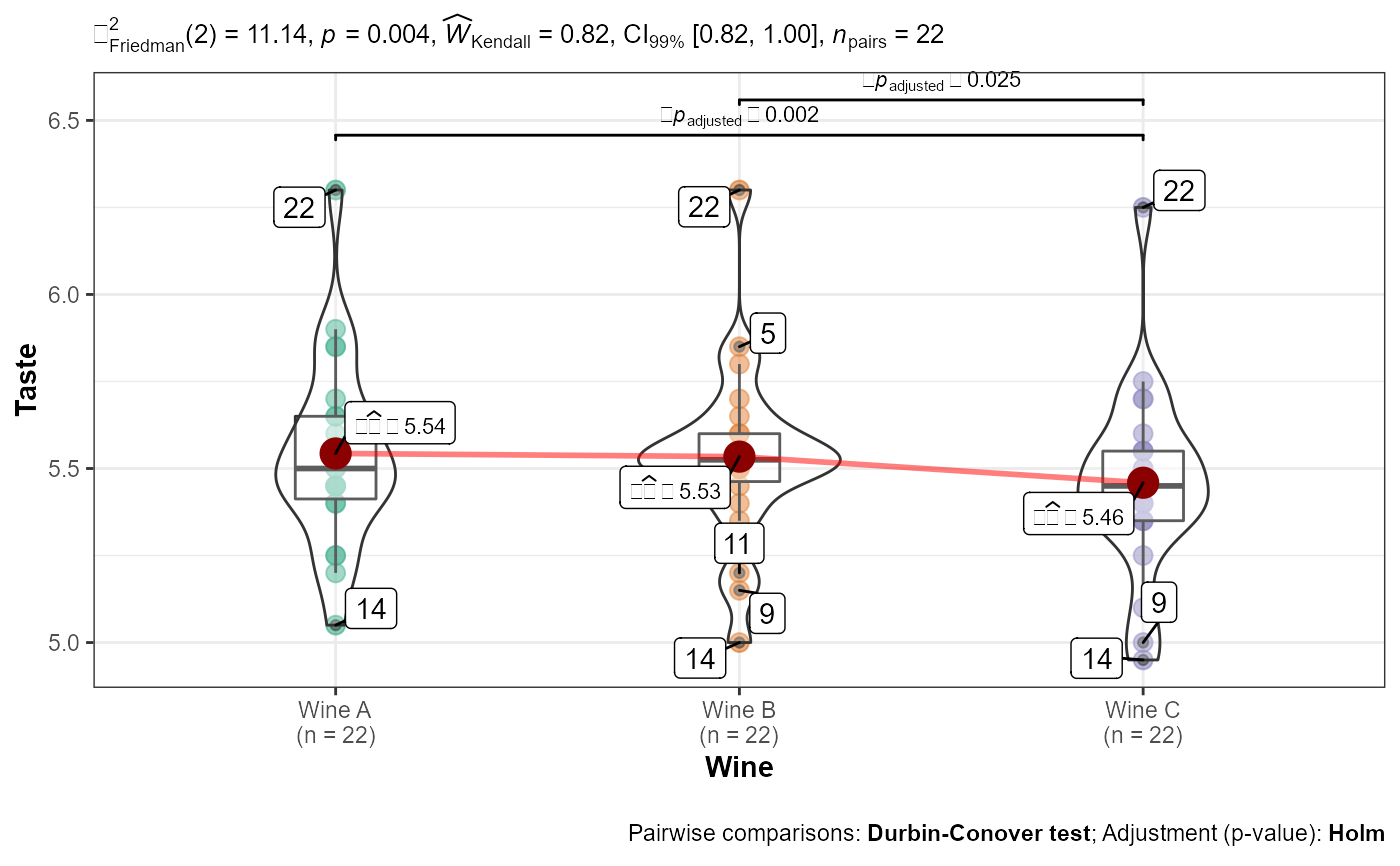 □²Friedman(2) = 11.14, p = 0.004, ŴKendall = 0.82, CI99% [0.82, 1.00], npairs = 22
□padjusted □ 0.025
□padjusted □ 0.002
6.5
22
22
22
6.0
5
□□ □ 5.54
5.5
□□ □ 5.53
□□ □ 5.46
11
14
9
9
5.0
14
14
Taste
Wine A
(n = 22)
Wine B
(n = 22)
Wine C
(n = 22)
Wine
Pairwise comparisons: Durbin-Conover test; Adjustment (p-value): Holm